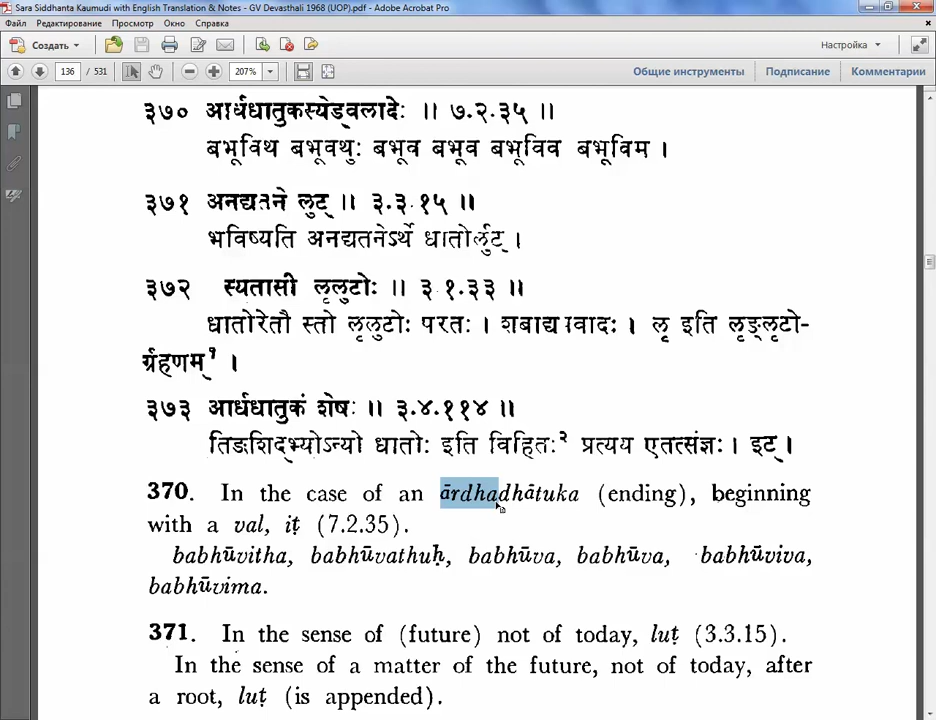 Sara Siddhanta Kaumudi with English Translation & Notes - GV Devasthali 1968 (UOP).pdf - Adobe Acrobat Pro
Файл Редактирование Просмотр Окно Справка
Создать Настройка
136 / 531 207% Общие инструменты Подписание Комментарии
३७० आर्धधातुकस्येड्वलादेः ॥ ७.२.३५ ॥
बभूविथ बभूवथुः बभूव बभूव बभूविव बभूविम ।
३७१ अनद्यतने लुट् ॥ ३.३.१५ ॥
भविष्यति अनद्यतनेऽर्थे धातोर्लुट् ।
३७२ स्यतासी लृलुटोः ॥ ३.१.३३ ॥
धातोरेतौ स्तो लृलुटोः परतः । शबाद्य वादः । लृ इति लृङ्लृटो-
र्ग्रहणम्१ ।
३७३ आर्धधातुकं शेषः ॥ ३.४.११४ ॥
तिङशिद्भ्योऽन्यो धातोः इति विहितः२ प्रत्यय एतत्संज्ञः । इट् ।
370. In the case of an ārdhadhâtuka (ending), beginning
with a val, iṭ (7.2.35).
babhūvitha, babhūvathuḥ, babhūva, babhūva, babhūviva,
babhūvima.
371. In the sense of (future) not of today, luṭ (3.3.15).
In the sense of a matter of the future, not of today, after
a root, luṭ (is appended).